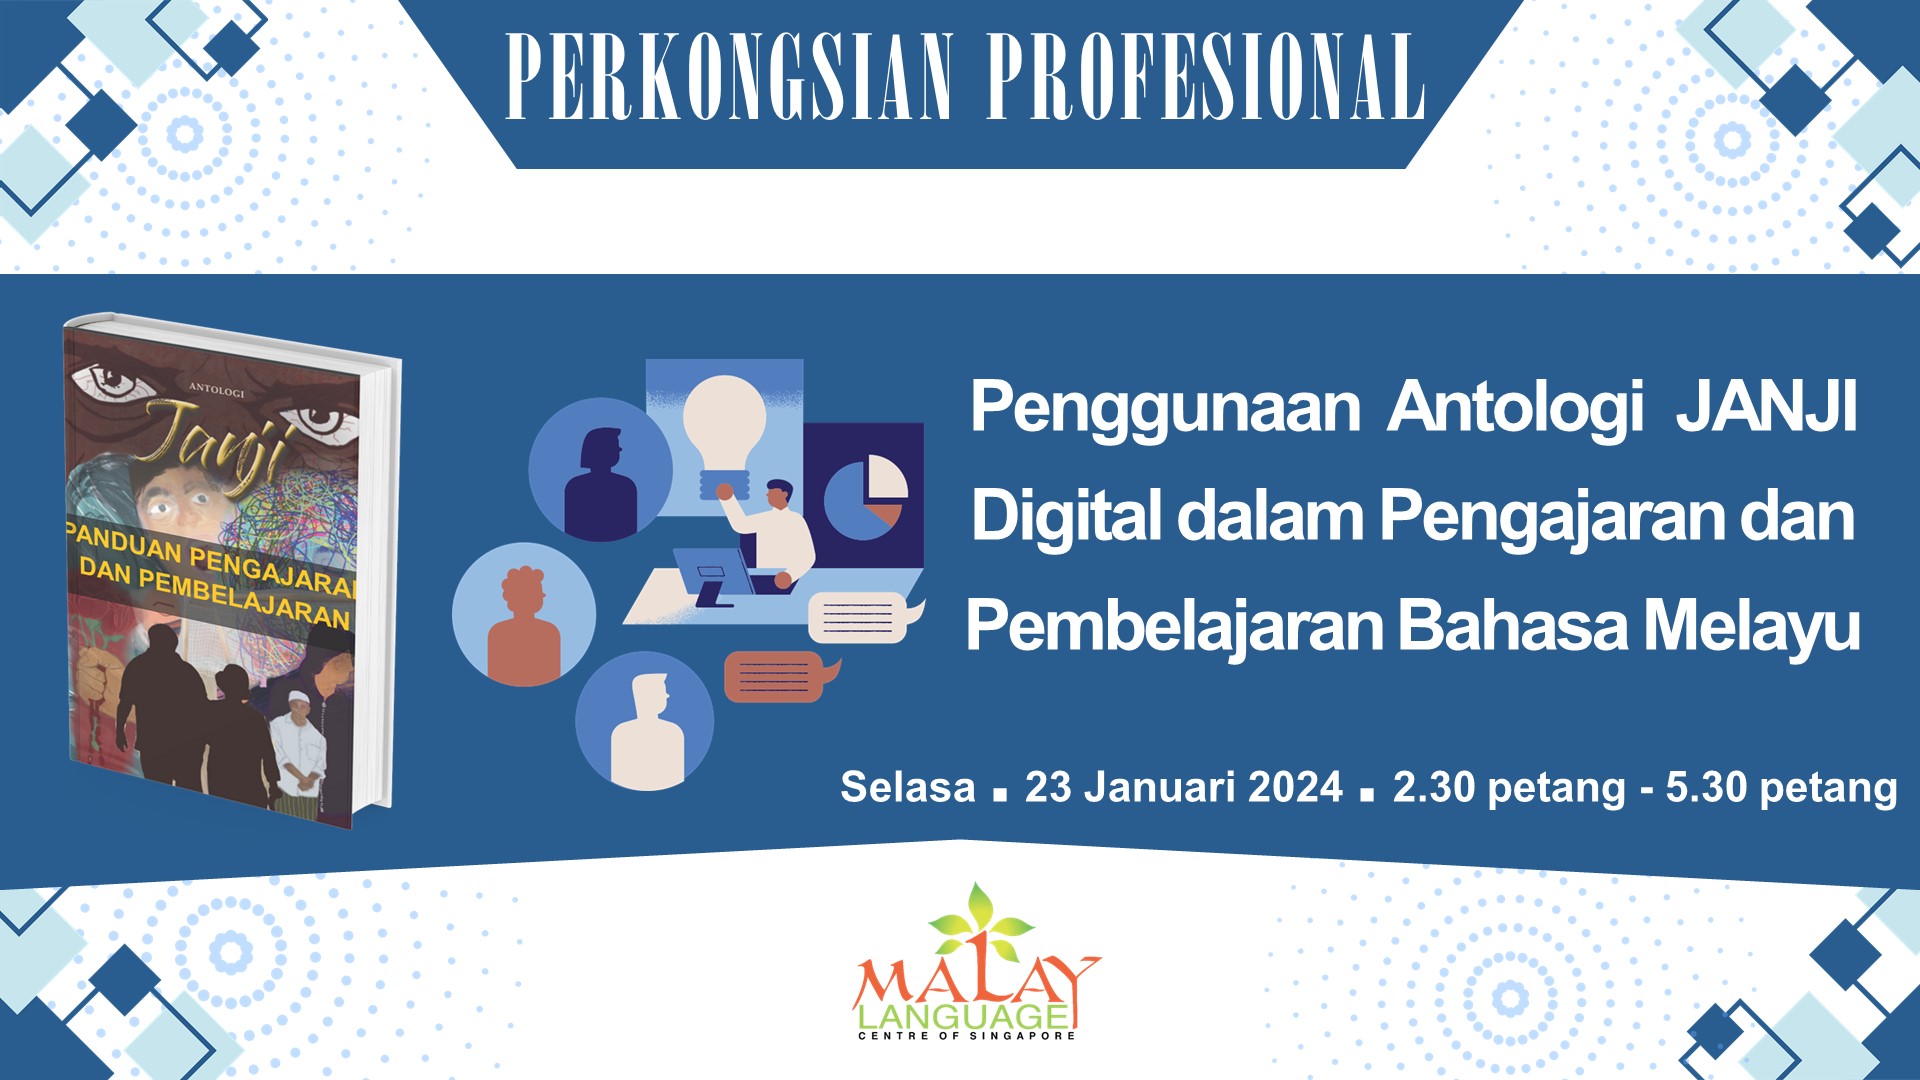 PERKONGSIAN PROFESIONAL
ANTOLOGI
Janji
PANDUAN PENGAJARAN
DAN PEMBELAJARAN
Penggunaan Antologi JANJI
Digital dalam Pengajaran dan
Pembelajaran Bahasa Melayu
Selasa ▪ 23 Januari 2024 ▪ 2.30 petang - 5.30 petang
MALAY
LANGUAGE
CENTRE OF SINGAPORE